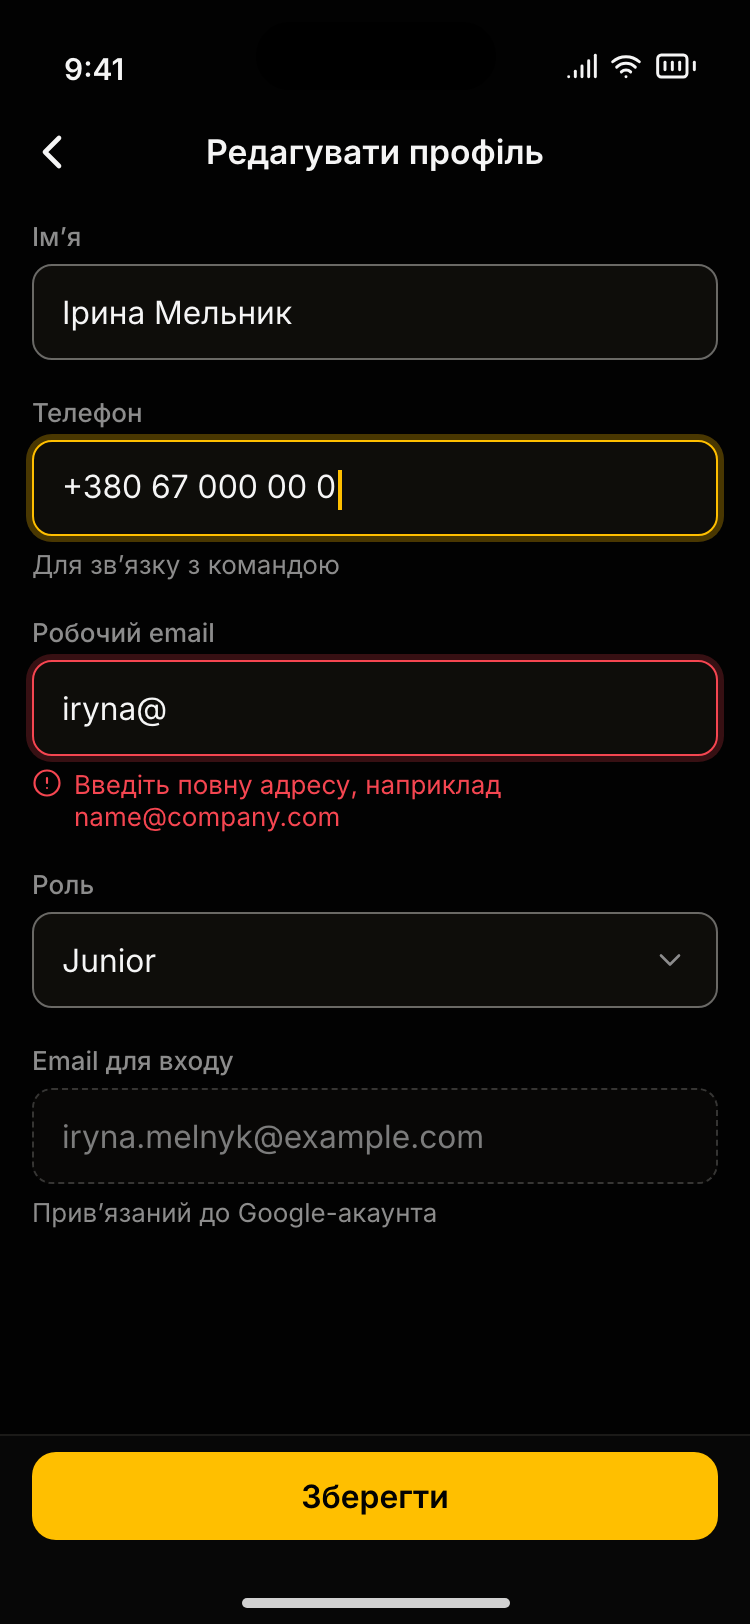 9:41
Редагувати профіль
Ім’я
Ірина Мельник
Телефон
+380 67 000 00 0
Для зв’язку з командою
Робочий email
iryna@
Введіть повну адресу, наприклад
name@company.com
Роль
Junior
Email для входу
iryna.melnyk@example.com
Прив’язаний до Google-акаунта
Зберегти